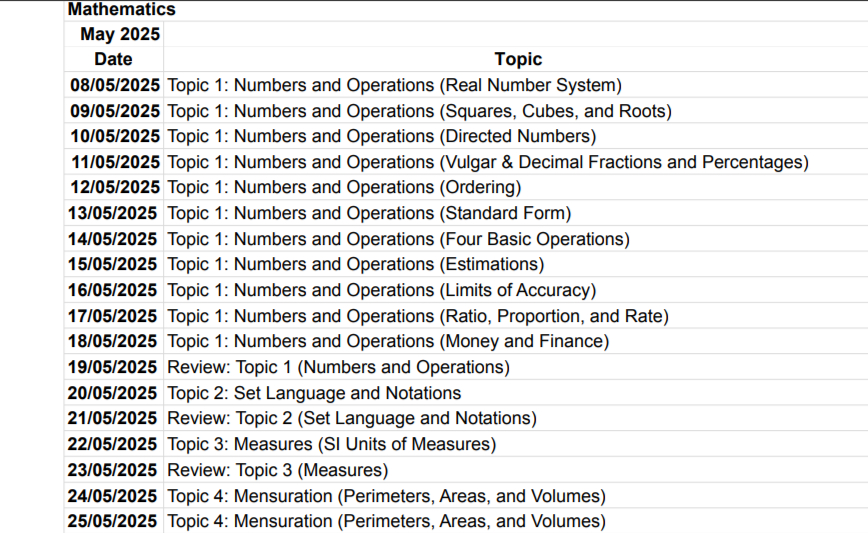 Mathematics
May 2025
Date Topic
08/05/2025 Topic 1: Numbers and Operations (Real Number System)
09/05/2025 Topic 1: Numbers and Operations (Squares, Cubes, and Roots)
10/05/2025 Topic 1: Numbers and Operations (Directed Numbers)
11/05/2025 Topic 1: Numbers and Operations (Vulgar & Decimal Fractions and Percentages)
12/05/2025 Topic 1: Numbers and Operations (Ordering)
13/05/2025 Topic 1: Numbers and Operations (Standard Form)
14/05/2025 Topic 1: Numbers and Operations (Four Basic Operations)
15/05/2025 Topic 1: Numbers and Operations (Estimations)
16/05/2025 Topic 1: Numbers and Operations (Limits of Accuracy)
17/05/2025 Topic 1: Numbers and Operations (Ratio, Proportion, and Rate)
18/05/2025 Topic 1: Numbers and Operations (Money and Finance)
19/05/2025 Review: Topic 1 (Numbers and Operations)
20/05/2025 Topic 2: Set Language and Notations
21/05/2025 Review: Topic 2 (Set Language and Notations)
22/05/2025 Topic 3: Measures (SI Units of Measures)
23/05/2025 Review: Topic 3 (Measures)
24/05/2025 Topic 4: Mensuration (Perimeters, Areas, and Volumes)
25/05/2025 Topic 4: Mensuration (Perimeters, Areas, and Volumes)